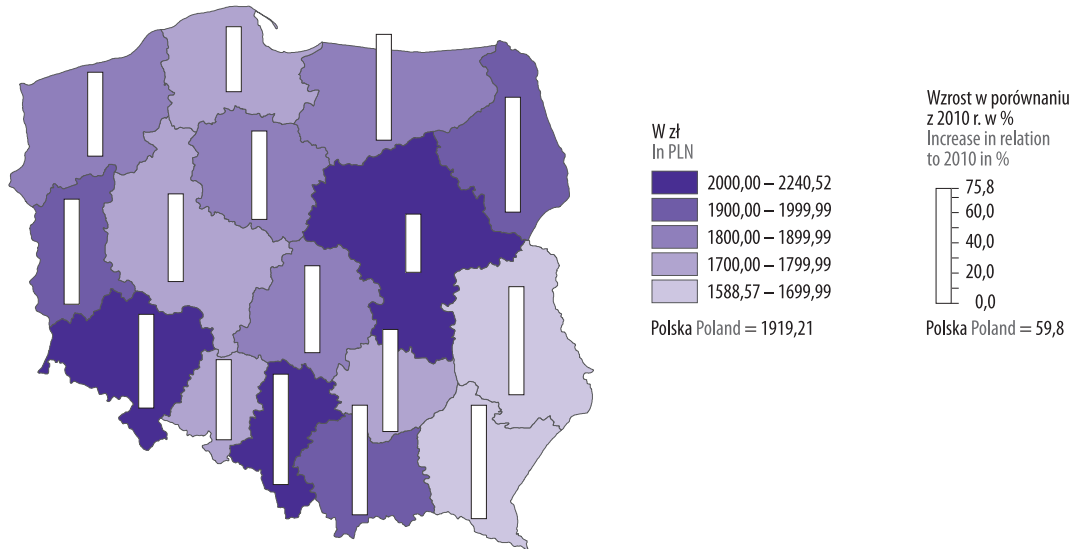 W zł
In PLN
2000,00 – 2240,52
1900,00 – 1999,99
1800,00 – 1899,99
1700,00 – 1799,99
1588,57 – 1699,99
Polska Poland = 1919,21
Wzrost w porównaniu
z 2010 r. w %
Increase in relation
to 2010 in %
75,8
60,0
40,0
20,0
0,0
Polska Poland = 59,8